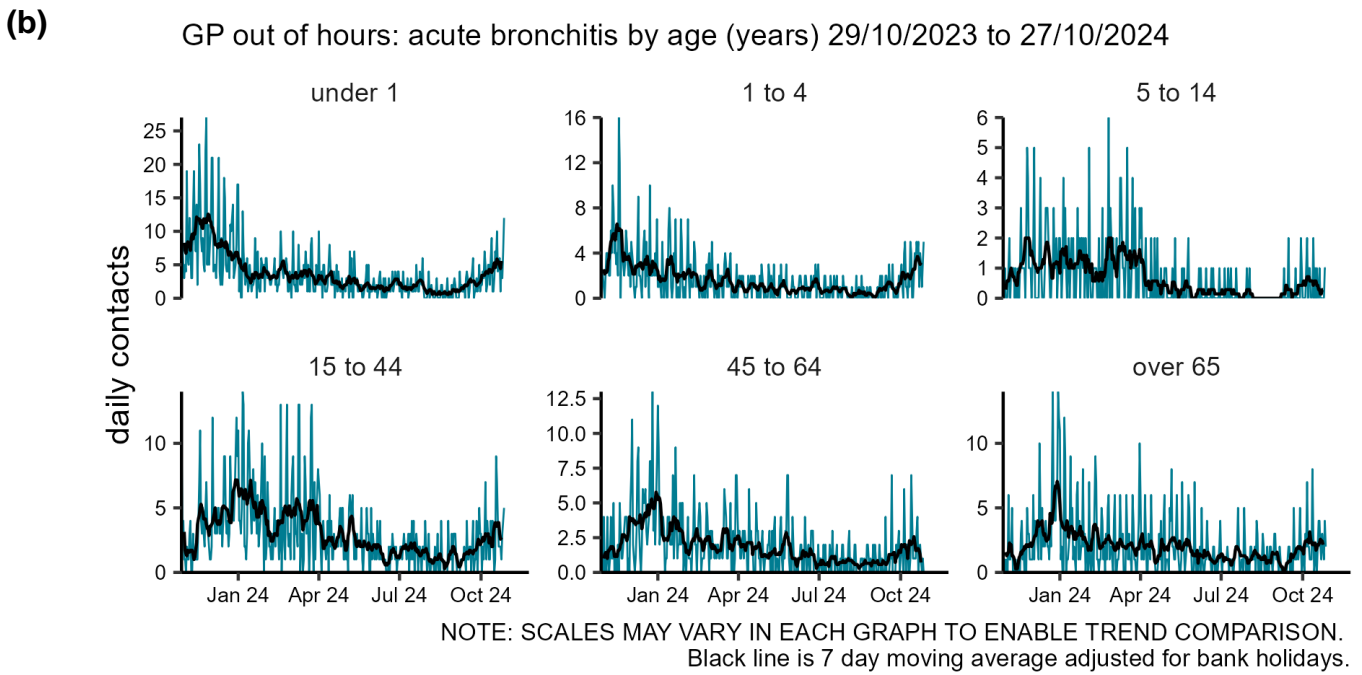 (b)
GP out of hours: acute bronchitis by age (years) 29/10/2023 to 27/10/2024
daily contacts
under 1
25
20
15
10
5
0
1 to 4
16
12
8
4
0
5 to 14
6
5
4
3
2
1
0
15 to 44
10
5
0
Jan 24 Apr 24 Jul 24 Oct 24
45 to 64
12.5
10.0
7.5
5.0
2.5
0.0
Jan 24 Apr 24 Jul 24 Oct 24
over 65
10
5
0
Jan 24 Apr 24 Jul 24 Oct 24
NOTE: SCALES MAY VARY IN EACH GRAPH TO ENABLE TREND COMPARISON.
Black line is 7 day moving average adjusted for bank holidays.